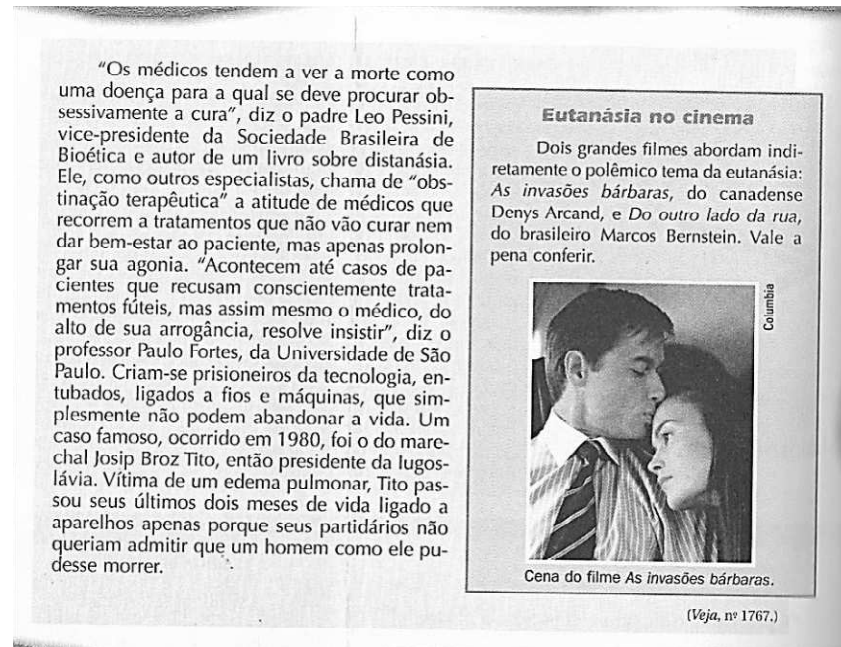 “Os médicos tendem a ver a morte como
uma doença para a qual se deve procurar ob-
sessivamente a cura”, diz o padre Leo Pessini,
vice-presidente da Sociedade Brasileira de
Bioética e autor de um livro sobre distanásia.
Ele, como outros especialistas, chama de “obs-
tinação terapêutica” a atitude de médicos que
recorrem a tratamentos que não vão curar nem
dar bem-estar ao paciente, mas apenas prolon-
gar sua agonia. “Acontecem até casos de pa-
cientes que recusam conscientemente trata-
mentos fúteis, mas assim mesmo o médico, do
alto de sua arrogância, resolve insistir”, diz o
professor Paulo Fortes, da Universidade de São
Paulo. Criam-se prisioneiros da tecnologia, en-
tubados, ligados a fios e máquinas, que sim-
plesmente não podem abandonar a vida. Um
caso famoso, ocorrido em 1980, foi o do mare-
chal Josip Broz Tito, então presidente da Iugos-
lávia. Vítima de um edema pulmonar, Tito pas-
sou seus últimos dois meses de vida ligado a
aparelhos apenas porque seus partidários não
queriam admitir que um homem como ele pu-
desse morrer.
Eutanásia no cinema
Dois grandes filmes abordam indi-
retamente o polêmico tema da eutanásia:
As invasões bárbaras, do canadense
Denys Arcand, e Do outro lado da rua,
do brasileiro Marcos Bernstein. Vale a
pena conferir.
Columbia
Cena do filme As invasões bárbaras.
(Veja, nº 1767.)